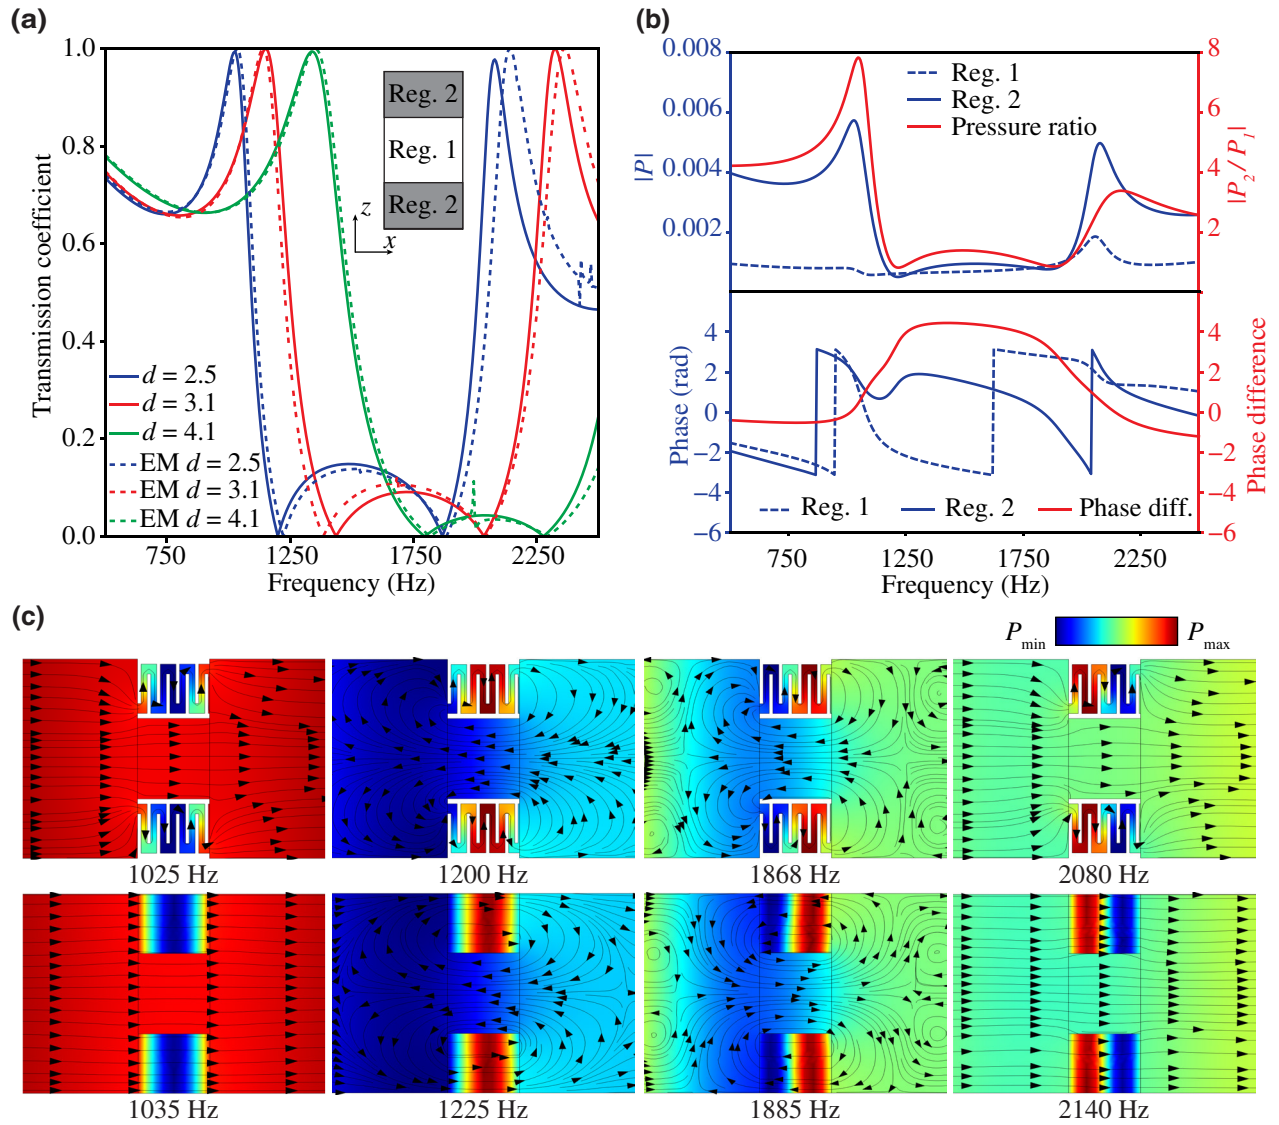 (a)
1.0
0.8
0.6
0.4
0.2
0.0
Transmission coefficient
750
1250
1750
2250
Frequency (Hz)
Reg. 2
Reg. 1
Reg. 2
z
x
d = 2.5
d = 3.1
d = 4.1
EM d = 2.5
EM d = 3.1
EM d = 4.1
(b)
0.008
0.006
0.004
0.002
|P|
8
6
4
2
|P2 / P1|
Reg. 1
Reg. 2
Pressure ratio
4
2
0
−2
−4
−6
Phase (rad)
4
2
0
−2
−4
−6
Phase difference
Reg. 1
Reg. 2
Phase diff.
750
1250
1750
2250
Frequency (Hz)
(c)
Pmin
Pmax
1025 Hz
1200 Hz
1868 Hz
2080 Hz
1035 Hz
1225 Hz
1885 Hz
2140 Hz